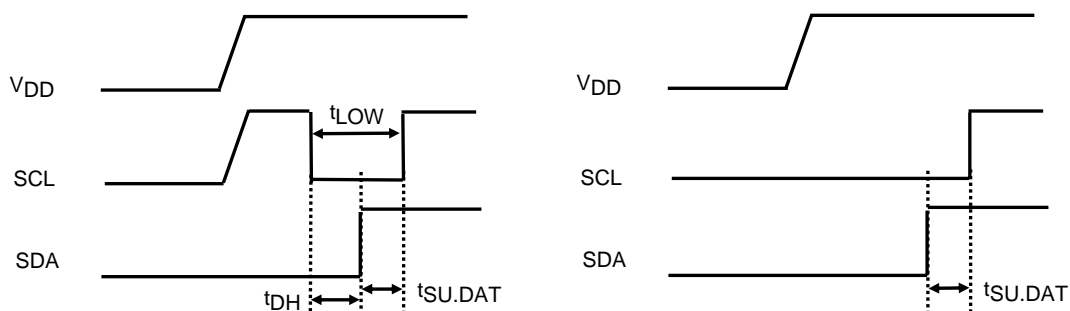 VDD
tLOW
SCL
SDA
tDH
tSU.DAT
VDD
SCL
SDA
tSU.DAT